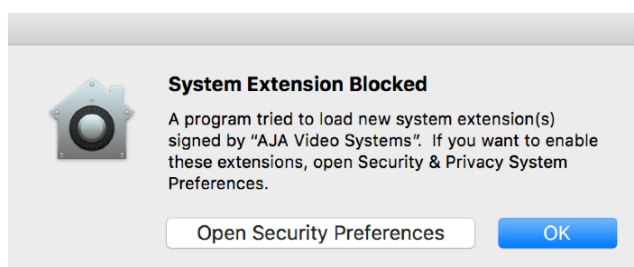 System Extension Blocked
A program tried to load new system extension(s)
signed by “AJA Video Systems”.  If you want to enable
these extensions, open Security & Privacy System
Preferences.
Open Security Preferences
OK